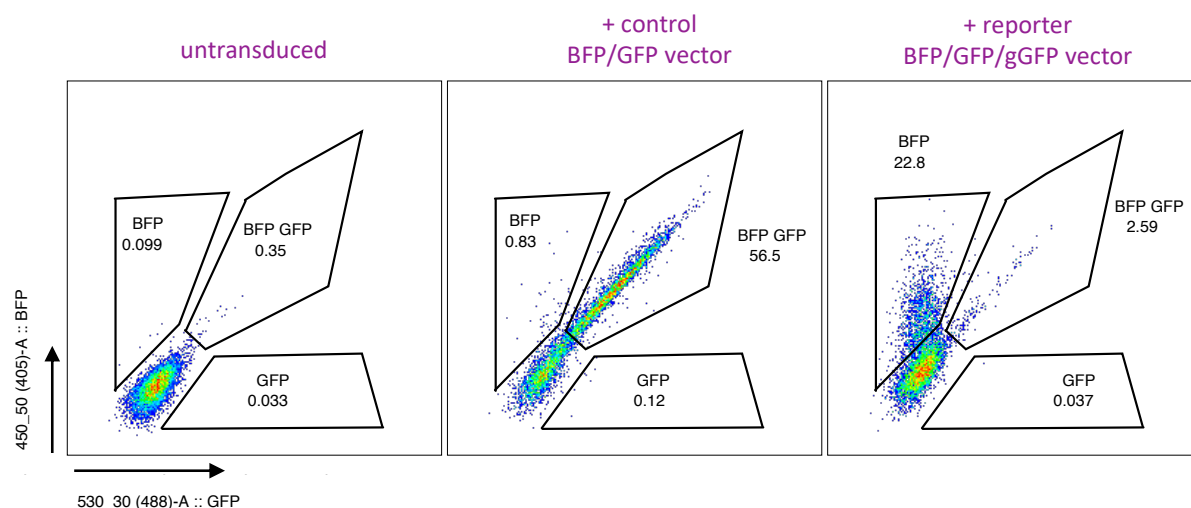 untransduced
+ control
BFP/GFP vector
+ reporter
BFP/GFP/gGFP vector
BFP
0.099
BFP GFP
0.35
GFP
0.033
BFP
0.83
BFP GFP
56.5
GFP
0.12
BFP
22.8
BFP GFP
2.59
GFP
0.037
450_50 (405)-A :: BFP
530 30 (488)-A :: GFP